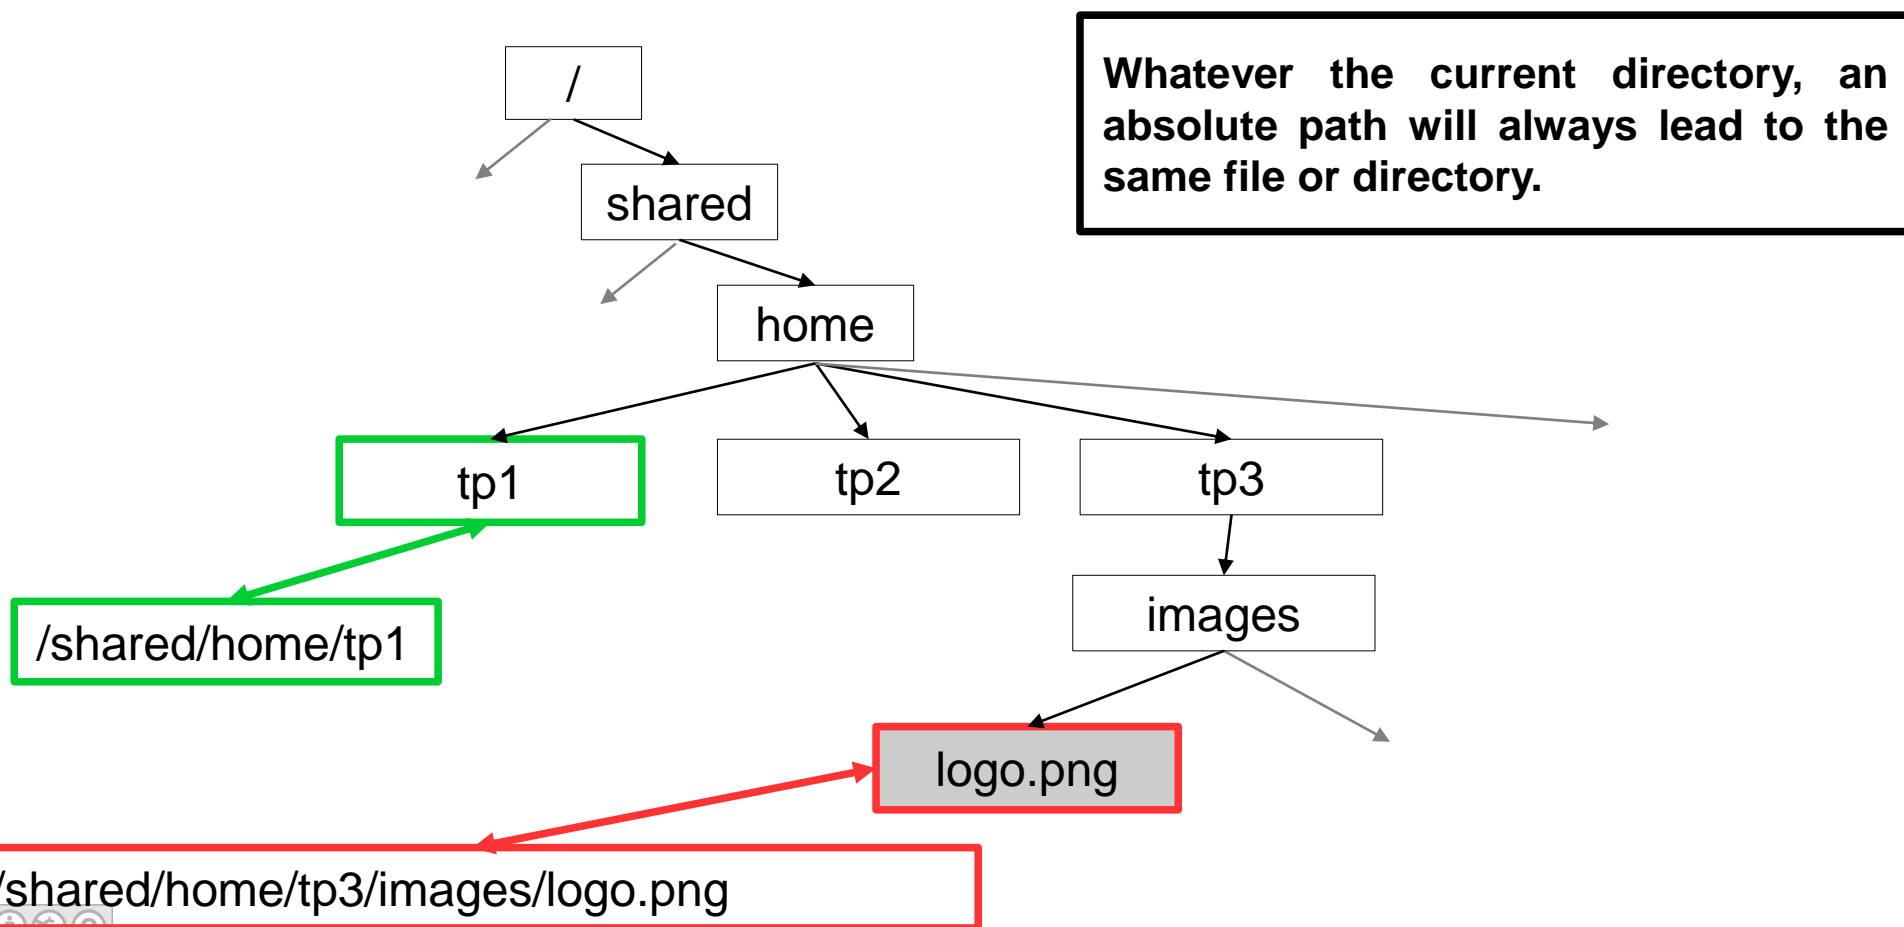 /
Whatever the current directory, an
absolute path will always lead to the
same file or directory.
shared
home
tp1
tp2
tp3
images
/shared/home/tp1
logo.png
/shared/home/tp3/images/logo.png